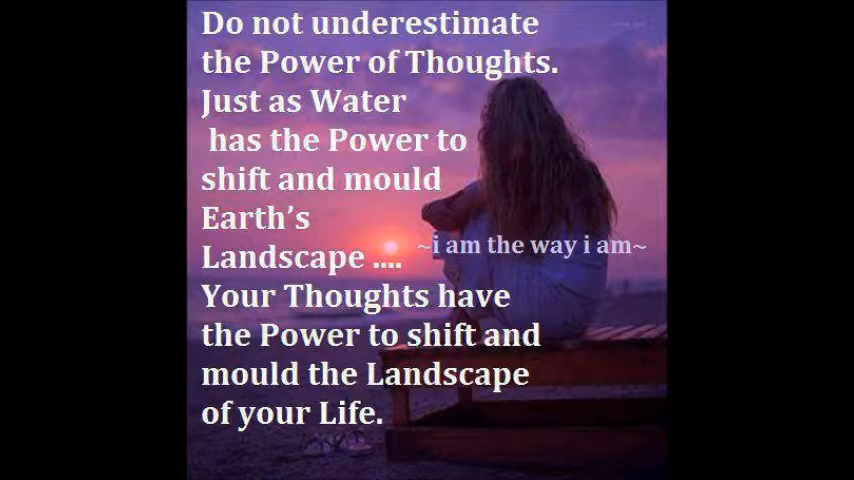 Do not underestimate
the Power of Thoughts.
Just as Water
has the Power to
shift and mould
Earth's
Landscape ....
~i am the way i am~
Your Thoughts have
the Power to shift and
mould the Landscape
of your Life.